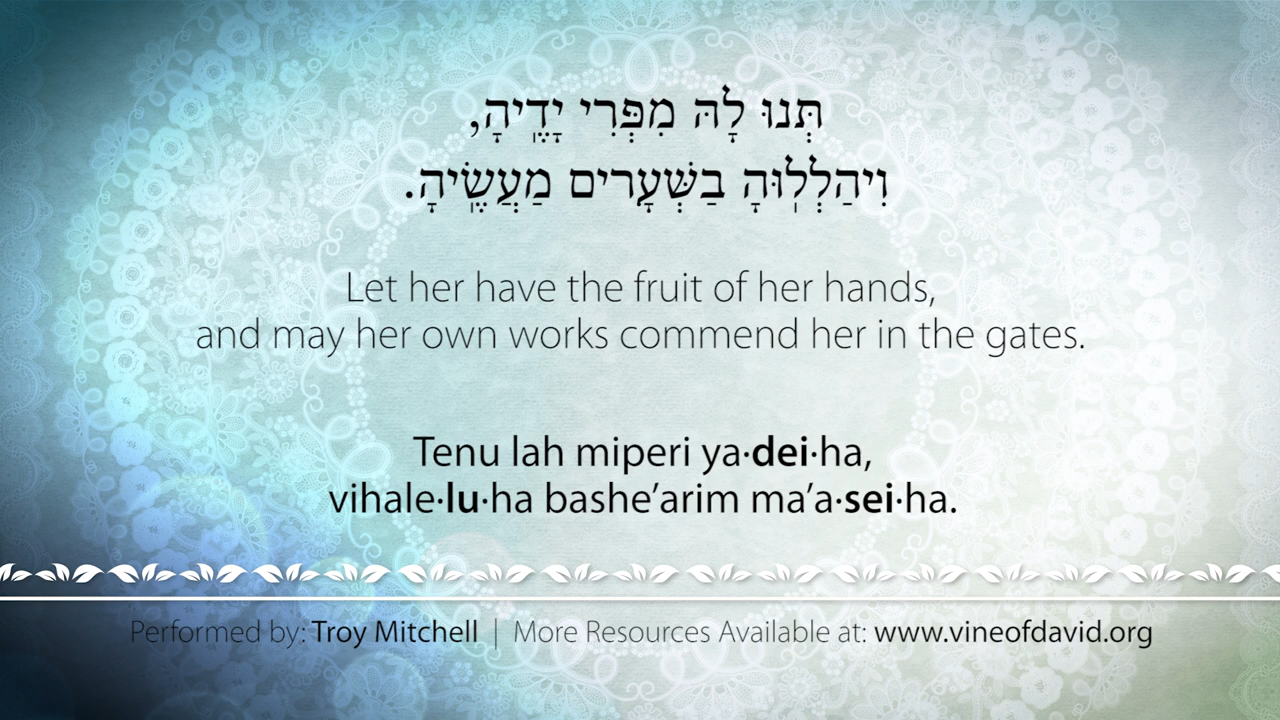 תְּנוּ לָהּ מִפְּרִי יָדֶֽיהָ,
וִיהַלְלֽוּהָ בַשְּׁעָרִים מַעֲשֶֽׂיהָ.
Let her have the fruit of her hands,
and may her own works commend her in the gates.
Tenu lah miperi ya·dei·ha,
vihale·lu·ha bashe’arim ma’a·sei·ha.
Performed by: Troy Mitchell | More Resources Available at: www.vineofdavid.org